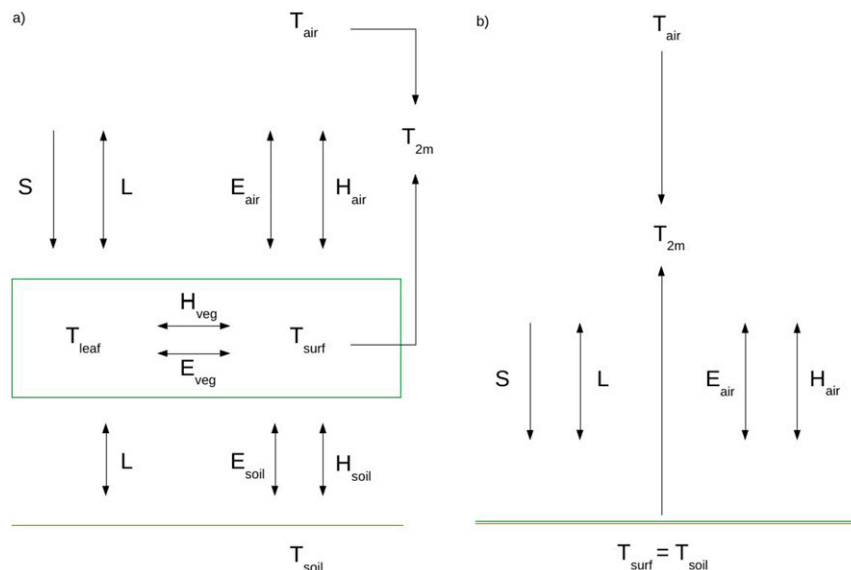 a)
T_air
T_2m
S
L
E_air
H_air
H_veg
T_leaf
T_surf
E_veg
L
E_soil
H_soil
T_soil
b)
T_air
T_2m
S
L
E_air
H_air
T_surf = T_soil